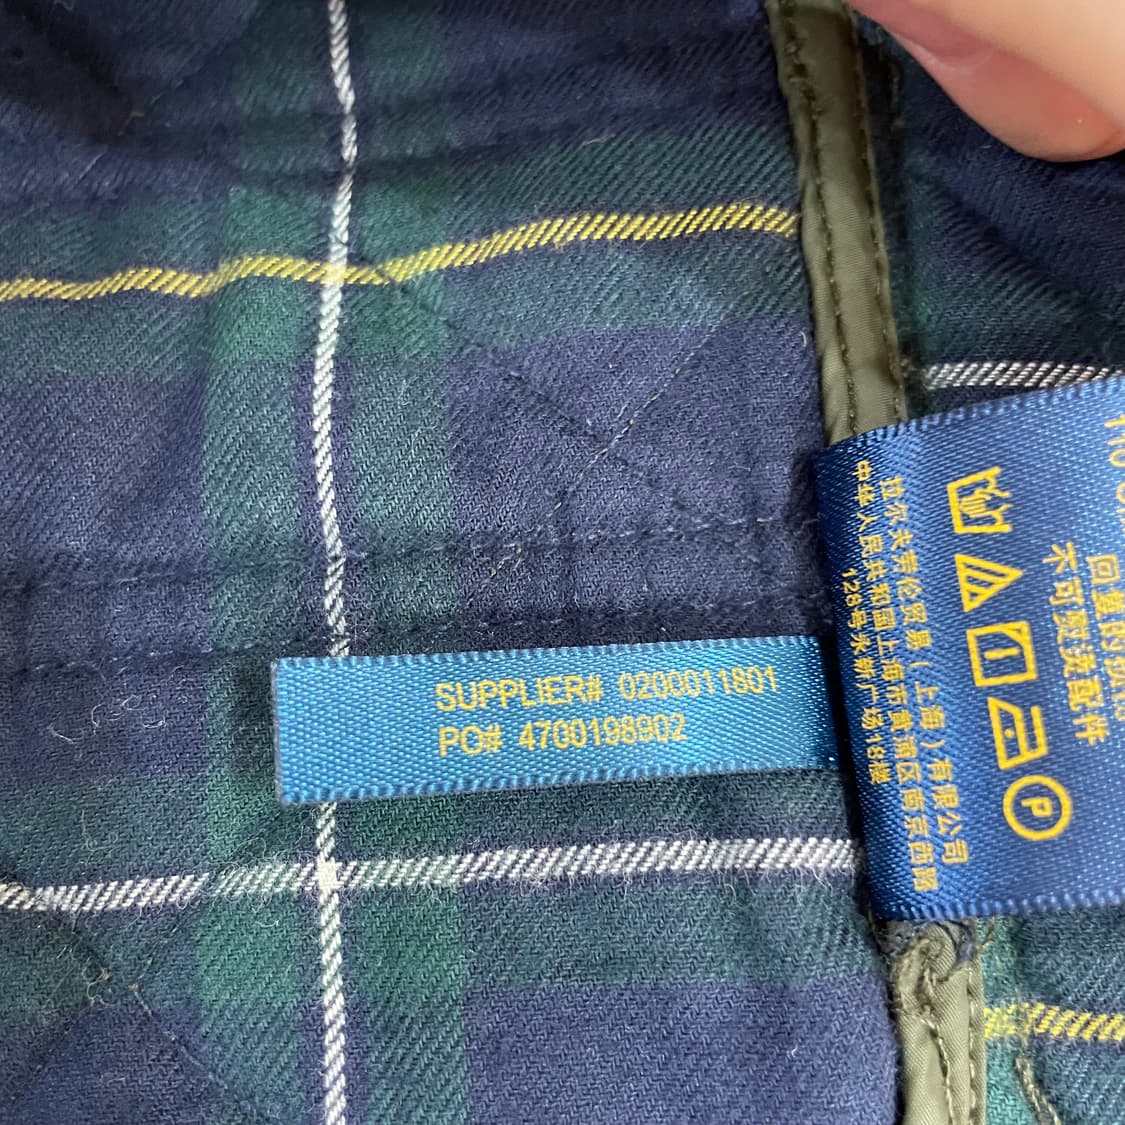 SUPPLIER# 0200011801
PO# 4700198902
不可熨烫配件
P
拉尔夫劳伦贸易(上海)有限公司
中华人民共和国上海市黄浦区南京西路
128号永新广场18楼